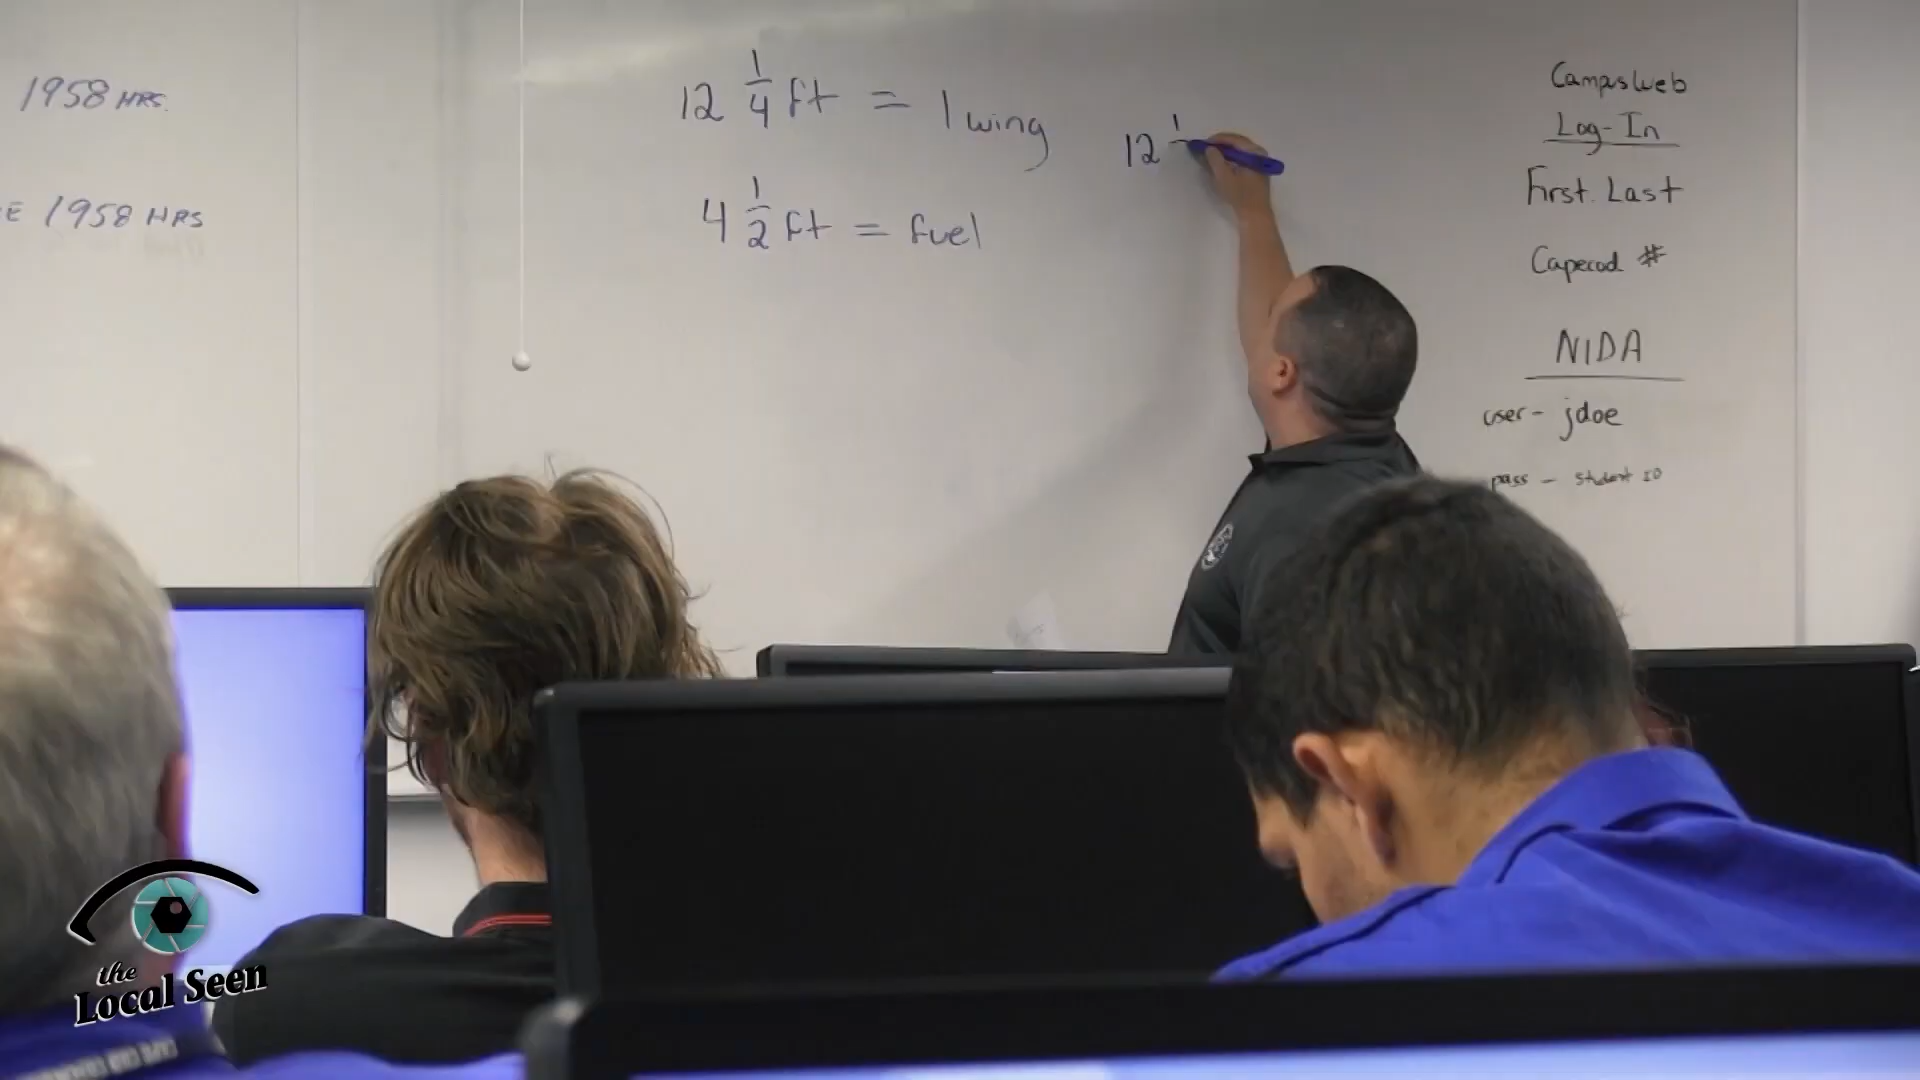 1958 HRS.
E 1958 HRS
12 1/4 ft = 1 wing
4 1/2 ft = fuel
12 1
CampusWeb
Log-In
First.Last
Capecod #
NIDA
user - jdoe
pass - Student ID
the
Local Seen